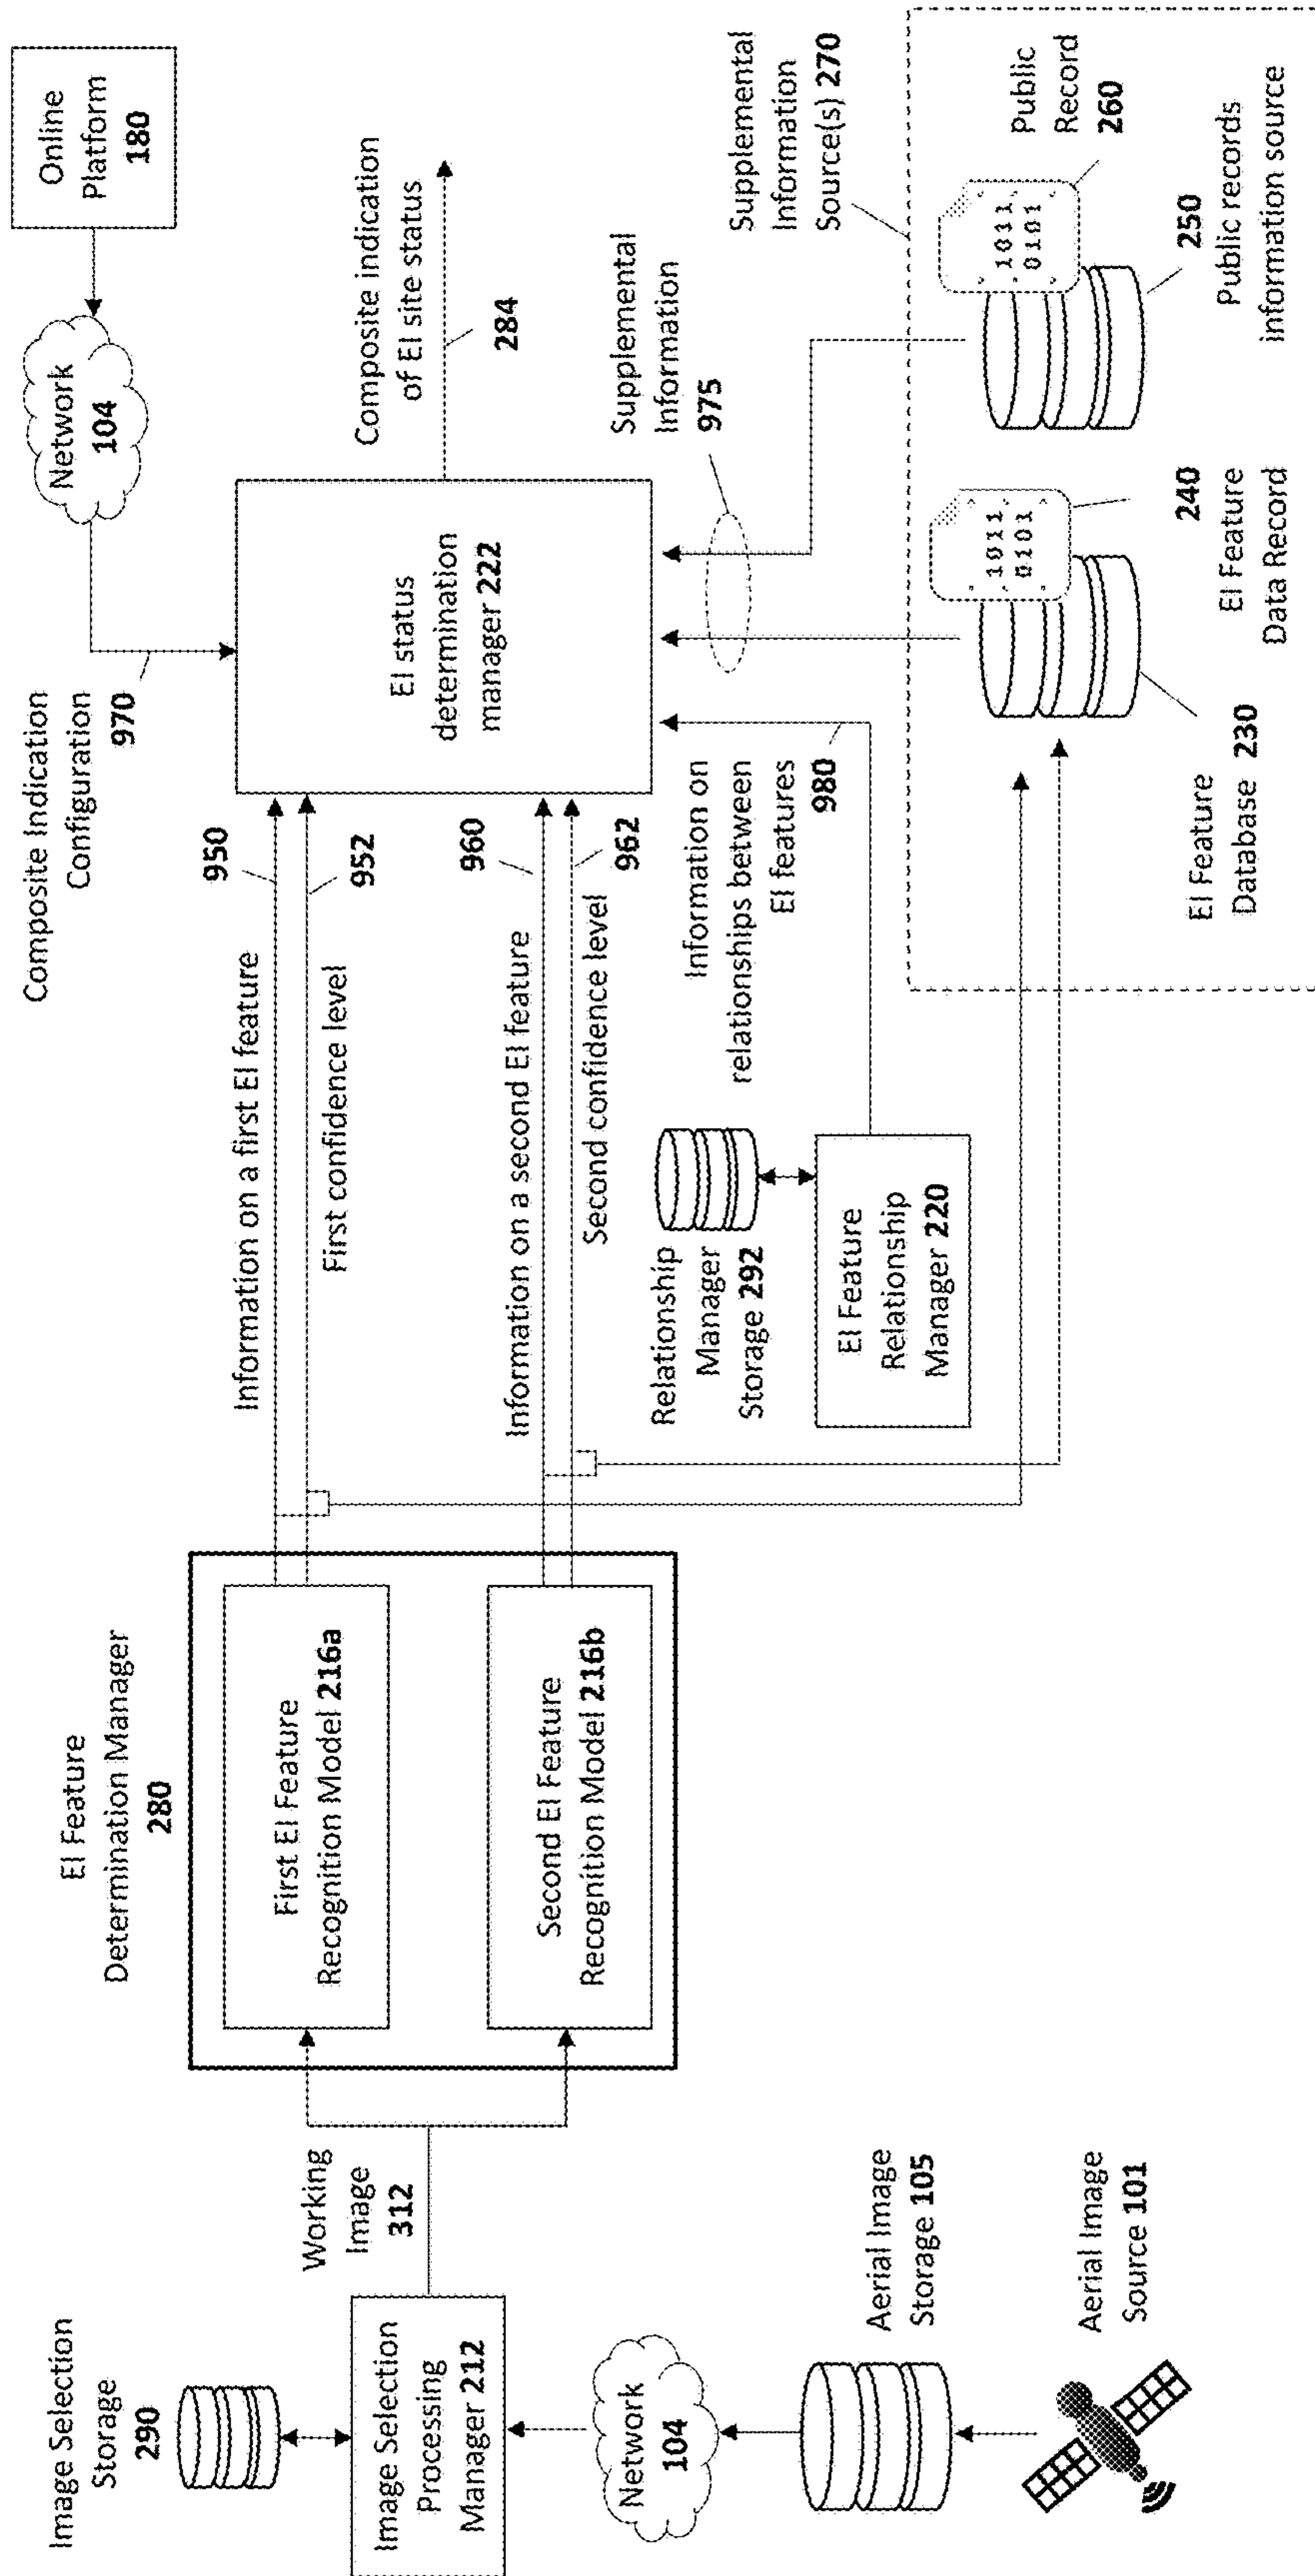 Image Selection
Storage
290
Image Selection
Processing
Manager 212
Network
104
Aerial Image
Storage 105
Aerial Image
Source 101
Working
Image
312
EI Feature
Determination Manager
280
First EI Feature
Recognition Model 216a
Second EI Feature
Recognition Model 216b
Information on a first EI feature
950
First confidence level
952
Information on a second EI feature
960
Second confidence level
962
Relationship
Manager
Storage 292
EI Feature
Relationship
Manager 220
Information on
relationships between
EI features
980
Composite Indication
Configuration
970
Network
104
Online
Platform
180
EI status
determination
manager 222
Composite indication
of EI site status
284
Supplemental
Information
975
Supplemental
Information
Source(s) 270
EI Feature
Database 230
1011
0101
240
EI Feature
Data Record
1011
0101
Public
Record
260
250
Public records
information source